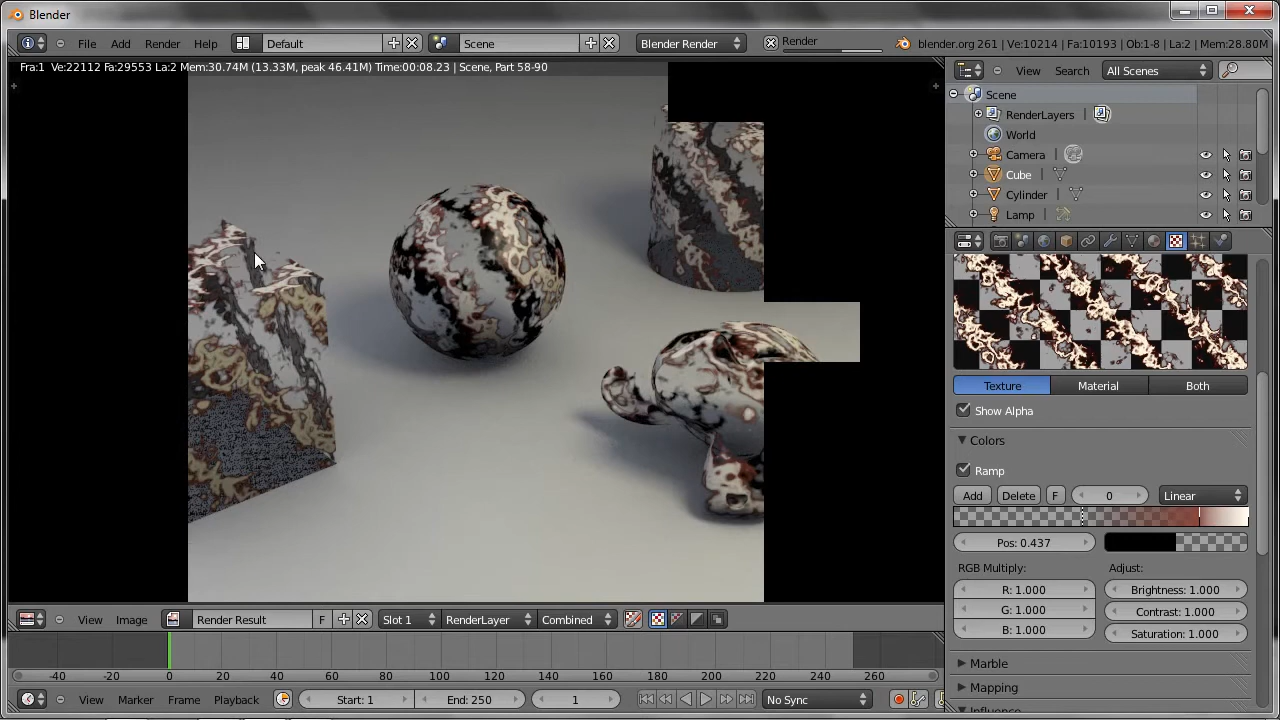 Blender
File Add Render Help Default Scene Blender Render Render blender.org 261 | Ve:10214 | Fa:10193 | Ob:1-8 | La:2 | Mem:28.80M
Fra:1 Ve:22112 Fa:29553 La:2 Mem:30.74M (13.33M, peak 46.41M) Time:00:08.23 | Scene, Part 58-90
View Search All Scenes
Scene
RenderLayers
World
Camera
Cube
Cylinder
Lamp
Texture Material Both
Show Alpha
Colors
Ramp
Add Delete F 0 Linear
Pos: 0.437
RGB Multiply: Adjust:
R: 1.000 Brightness: 1.000
G: 1.000 Contrast: 1.000
B: 1.000 Saturation: 1.000
Marble
Mapping
Influence
View Image Render Result F Slot 1 RenderLayer Combined
-40 -20 0 20 40 60 80 100 120 140 160 180 200 220 240 260
View Marker Frame Playback Start: 1 End: 250 1 No Sync